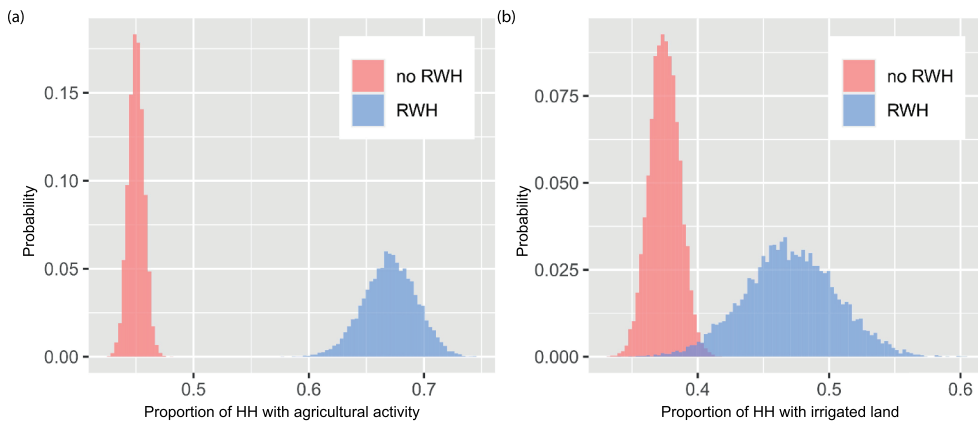 (a)
no RWH
RWH
Probability
0.15
0.10
0.05
0.00
0.5
0.6
0.7
Proportion of HH with agricultural activity
(b)
no RWH
RWH
Probability
0.075
0.050
0.025
0.000
0.4
0.5
0.6
Proportion of HH with irrigated land